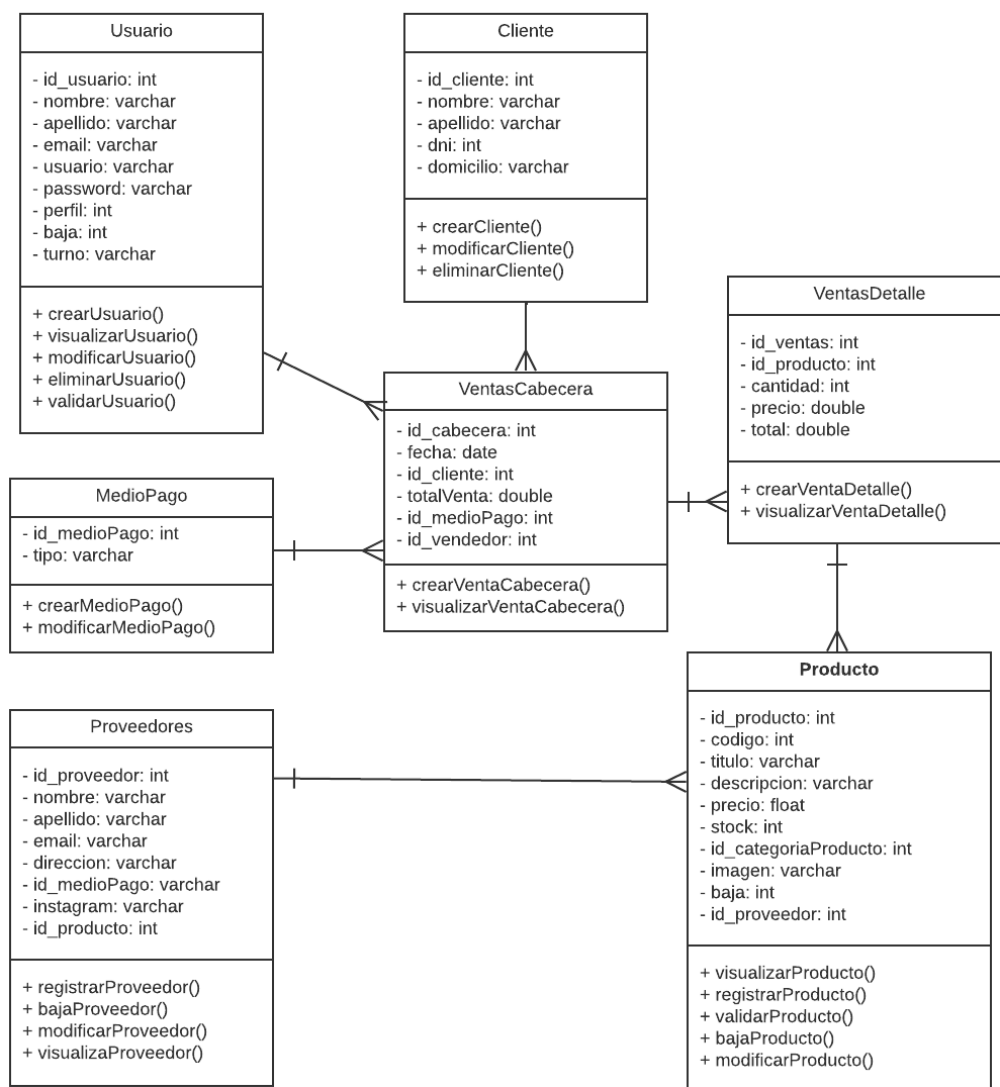 Usuario
- id_usuario: int
- nombre: varchar
- apellido: varchar
- email: varchar
- usuario: varchar
- password: varchar
- perfil: int
- baja: int
- turno: varchar
+ crearUsuario()
+ visualizarUsuario()
+ modificarUsuario()
+ eliminarUsuario()
+ validarUsuario()
Cliente
- id_cliente: int
- nombre: varchar
- apellido: varchar
- dni: int
- domicilio: varchar
+ crearCliente()
+ modificarCliente()
+ eliminarCliente()
VentasDetalle
- id_ventas: int
- id_producto: int
- cantidad: int
- precio: double
- total: double
+ crearVentaDetalle()
+ visualizarVentaDetalle()
VentasCabecera
- id_cabecera: int
- fecha: date
- id_cliente: int
- totalVenta: double
- id_medioPago: int
- id_vendedor: int
+ crearVentaCabecera()
+ visualizarVentaCabecera()
MedioPago
- id_medioPago: int
- tipo: varchar
+ crearMedioPago()
+ modificarMedioPago()
Proveedores
- id_proveedor: int
- nombre: varchar
- apellido: varchar
- email: varchar
- direccion: varchar
- id_medioPago: varchar
- instagram: varchar
- id_producto: int
+ registrarProveedor()
+ bajaProveedor()
+ modificarProveedor()
+ visualizaProveedor()
Producto
- id_producto: int
- codigo: int
- titulo: varchar
- descripcion: varchar
- precio: float
- stock: int
- id_categoriaProducto: int
- imagen: varchar
- baja: int
- id_proveedor: int
+ visualizarProducto()
+ registrarProducto()
+ validarProducto()
+ bajaProducto()
+ modificarProducto()